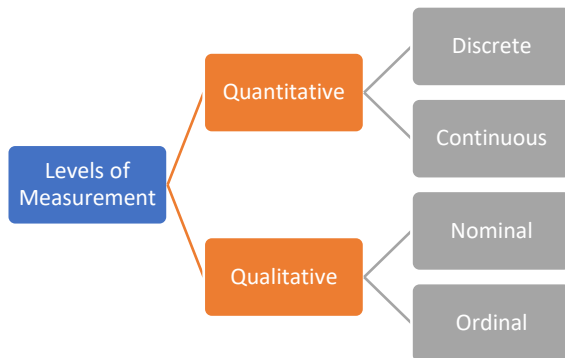 Levels of
Measurement
Quantitative
Discrete
Continuous
Qualitative
Nominal
Ordinal